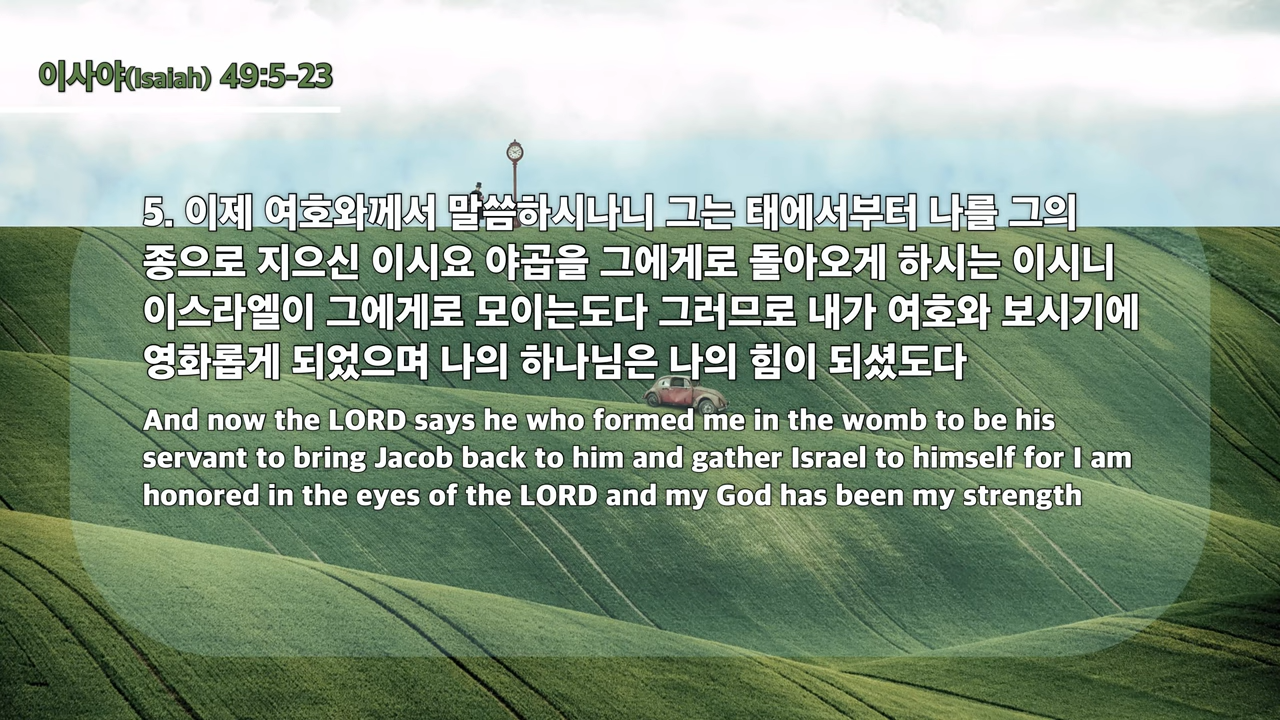 이사야(Isaiah) 49:5-23
5. 이제 여호와께서 말씀하시나니 그는 태에서부터 나를 그의
종으로 지으신 이시요 야곱을 그에게로 돌아오게 하시는 이시니
이스라엘이 그에게로 모이는도다 그러므로 내가 여호와 보시기에
영화롭게 되었으며 나의 하나님은 나의 힘이 되셨도다
And now the LORD says he who formed me in the womb to be his
servant to bring Jacob back to him and gather Israel to himself for I am
honored in the eyes of the LORD and my God has been my strength